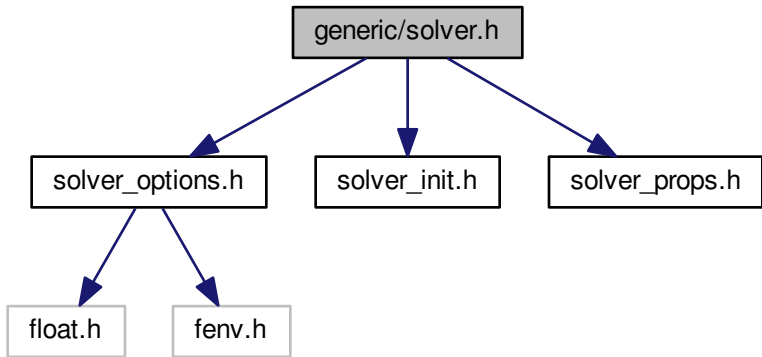 generic/solver.h
solver_options.h
solver_init.h
solver_props.h
float.h
fenv.h